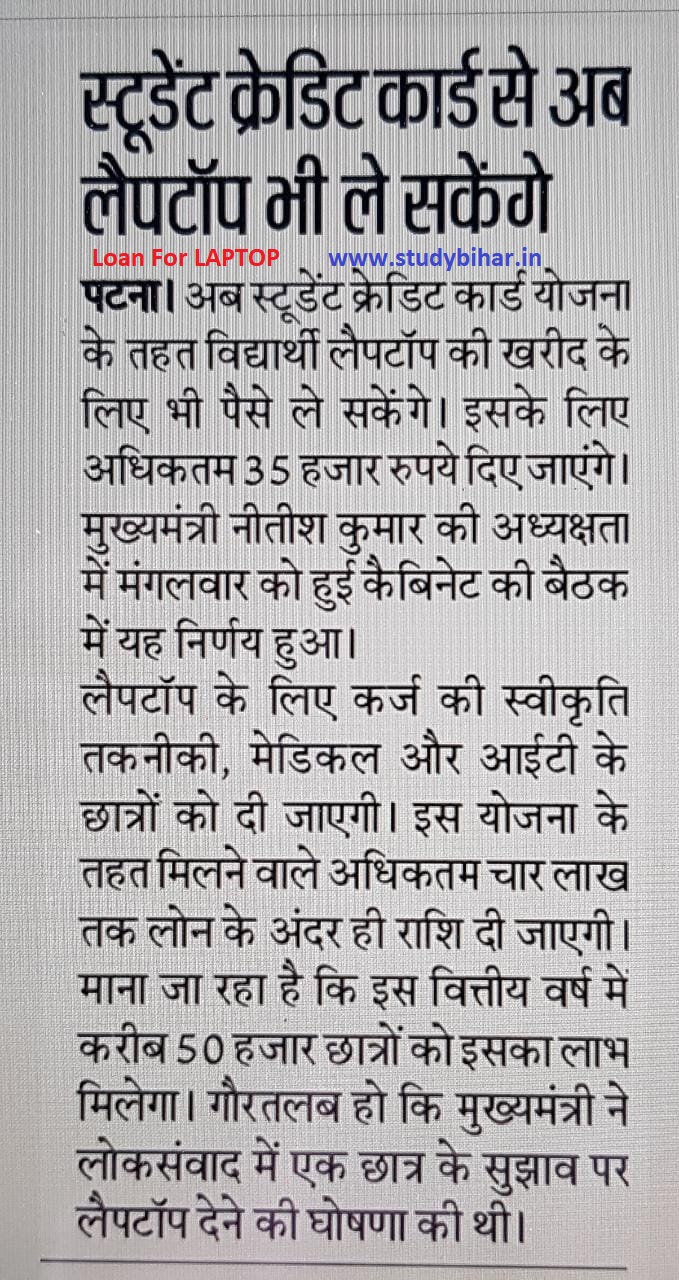 स्टूडेंट क्रेडिट कार्ड से अब
लैपटॉप भी ले सकेंगे
Loan For LAPTOP www.studybihar.in
पटना। अब स्टूडेंट क्रेडिट कार्ड योजना
के तहत विद्यार्थी लैपटॉप की खरीद के
लिए भी पैसे ले सकेंगे। इसके लिए
अधिकतम 35 हजार रुपये दिए जाएंगे।
मुख्यमंत्री नीतीश कुमार की अध्यक्षता
में मंगलवार को हुई कैबिनेट की बैठक
में यह निर्णय हुआ।
लैपटॉप के लिए कर्ज की स्वीकृति
तकनीकी, मेडिकल और आईटी के
छात्रों को दी जाएगी। इस योजना के
तहत मिलने वाले अधिकतम चार लाख
तक लोन के अंदर ही राशि दी जाएगी।
माना जा रहा है कि इस वित्तीय वर्ष में
करीब 50 हजार छात्रों को इसका लाभ
मिलेगा। गौरतलब हो कि मुख्यमंत्री ने
लोकसंवाद में एक छात्र के सुझाव पर
लैपटॉप देने की घोषणा की थी।